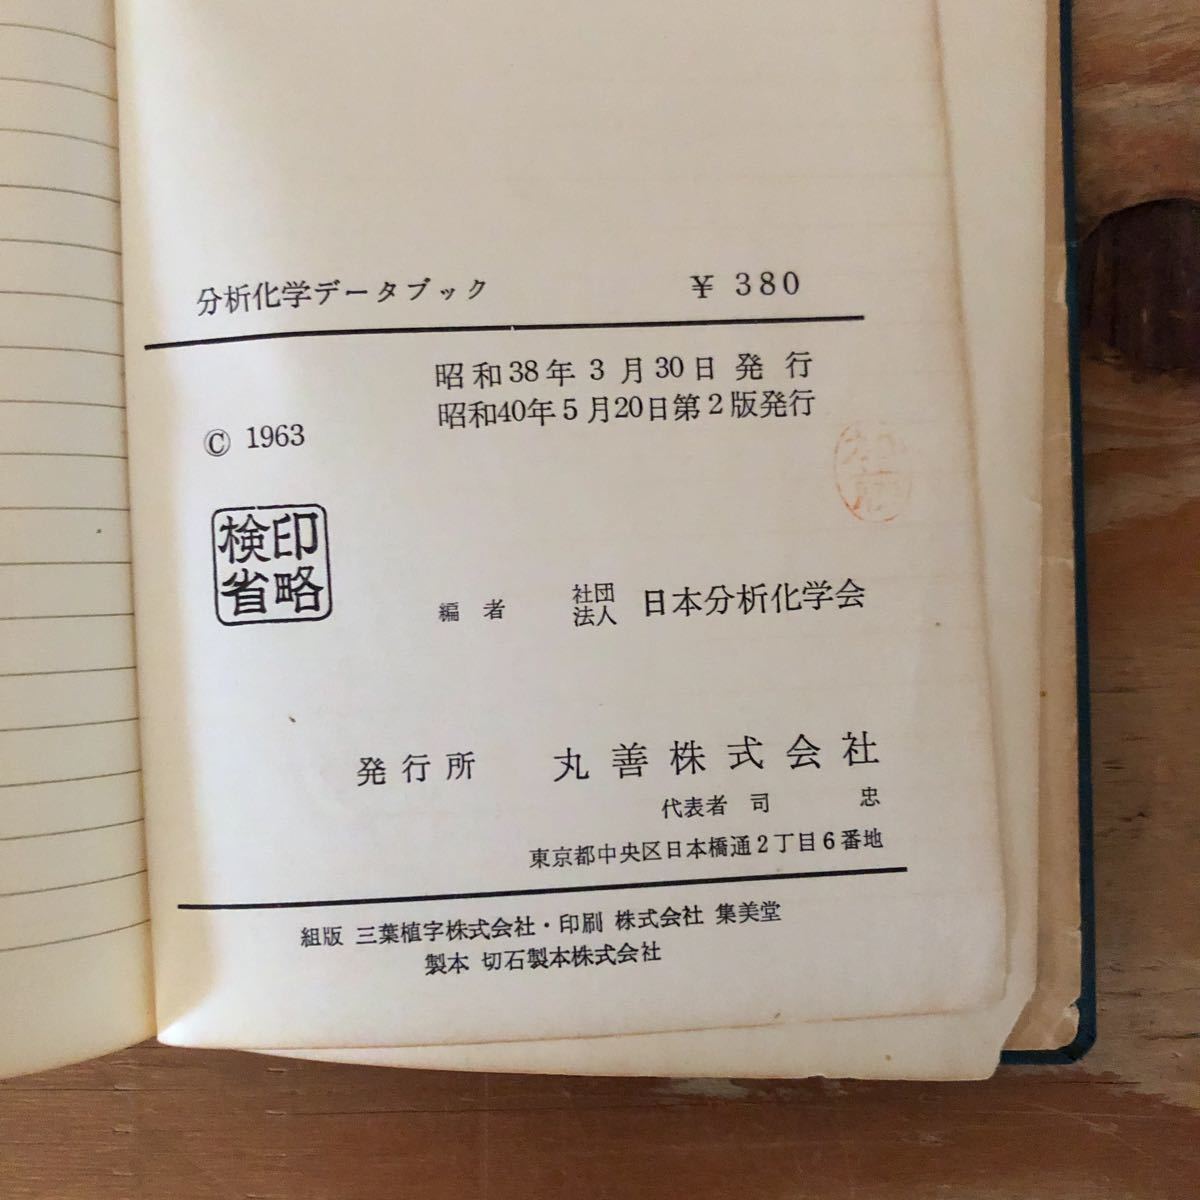 分析化学データブック ¥ 380
昭和38年 3月30日 発行
昭和40年5月20日第2版発行
© 1963
検印
省略
編者 社団法人 日本分析化学会
発行所 丸善株式会社
代表者 司 忠
東京都中央区日本橋通2丁目6番地
組版 三葉植字株式会社・印刷 株式会社 集美堂
製本 切石製本株式会社